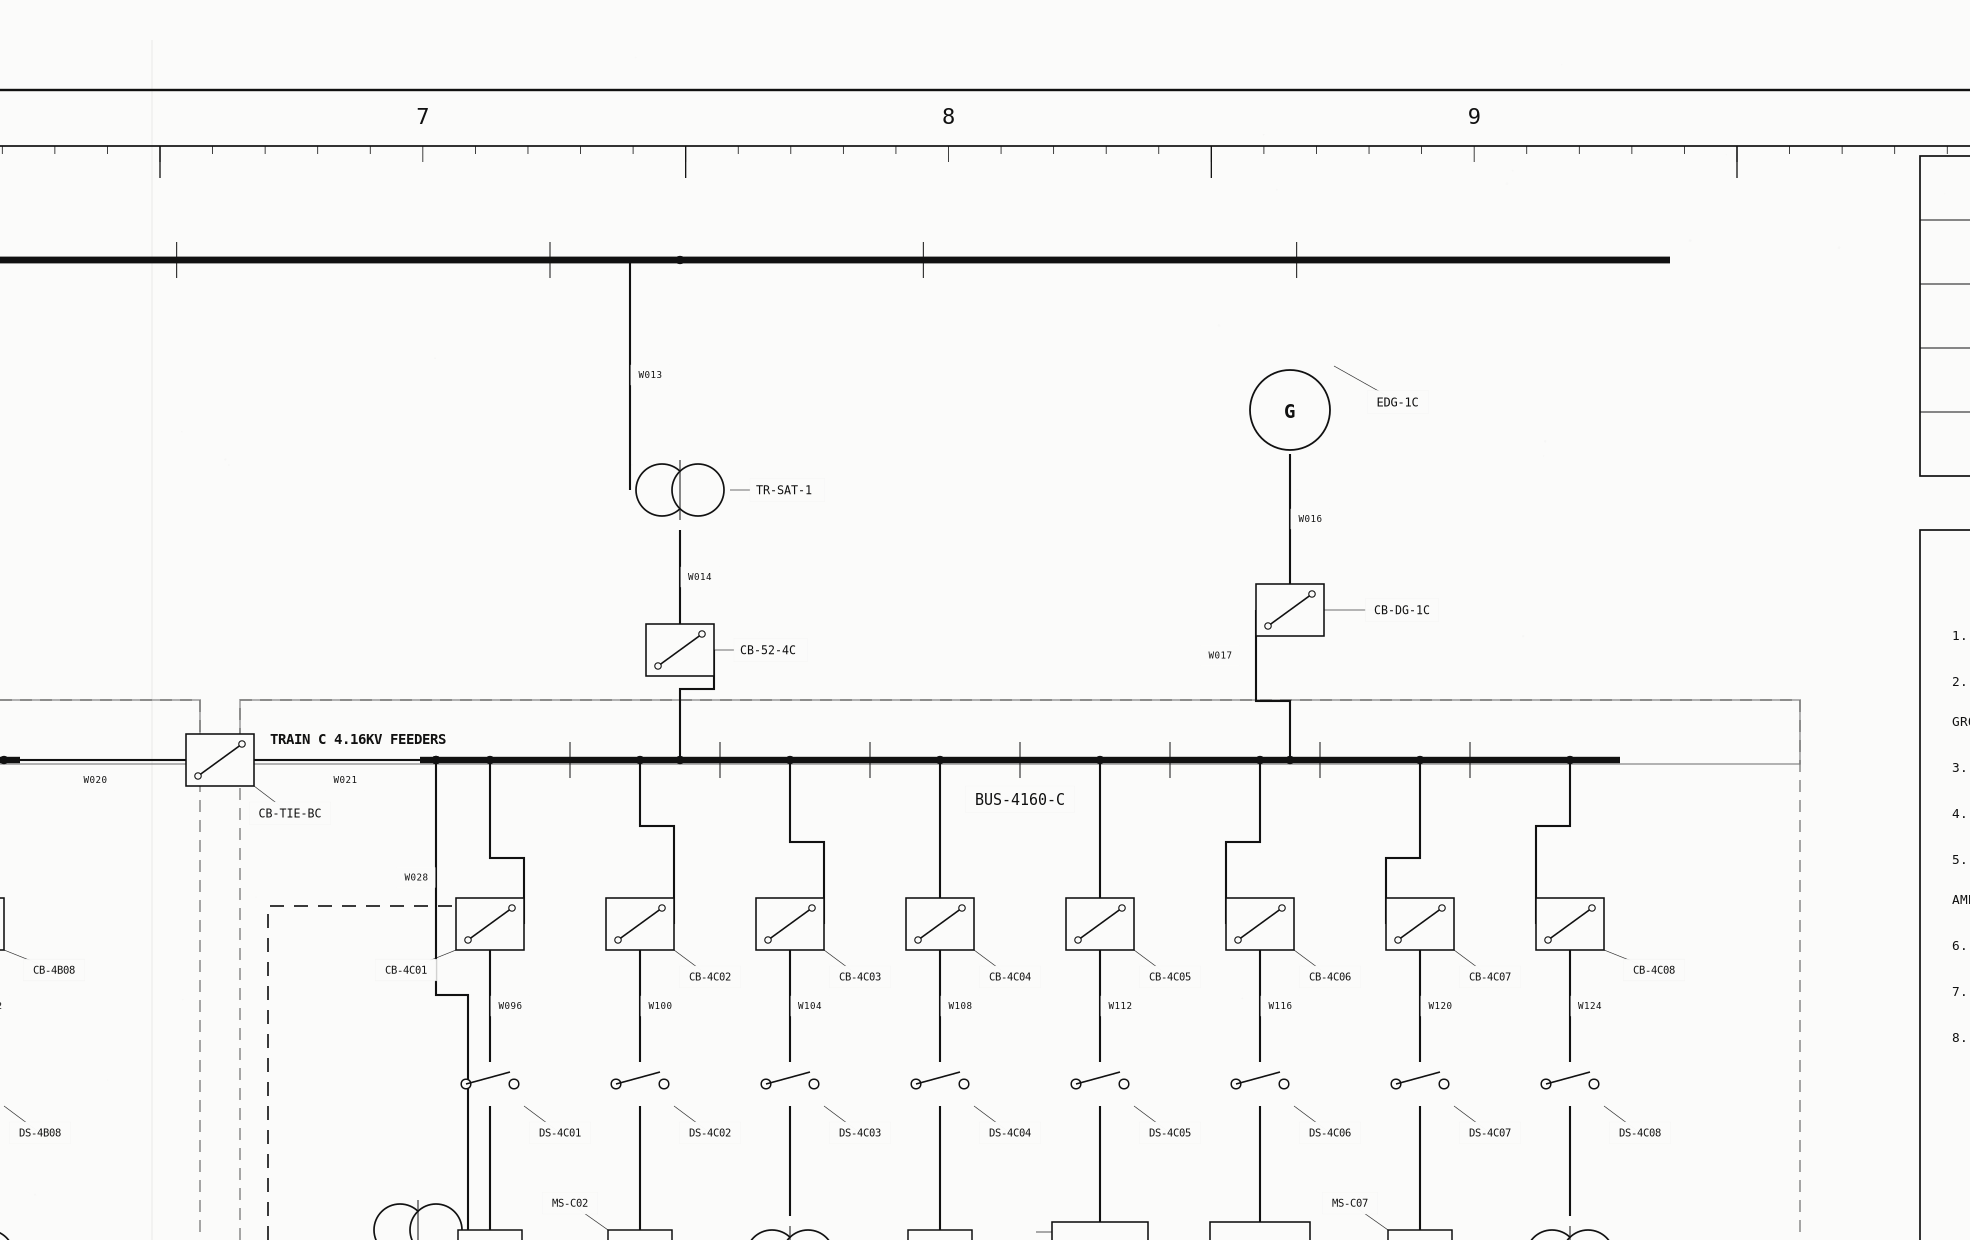 7 8 9
W013
EDG-1C
G
TR-SAT-1
W016
W014
CB-DG-1C
CB-52-4C
W017
1.
2.
GRO
3.
4.
5.
AM
6.
7.
8.
TRAIN C 4.16KV FEEDERS
W020 W021
BUS-4160-C
CB-TIE-BC
W028
CB-4B08 CB-4C01 CB-4C02 CB-4C03 CB-4C04 CB-4C05 CB-4C06 CB-4C07 CB-4C08
W096 W100 W104 W108 W112 W116 W120 W124
DS-4B08 DS-4C01 DS-4C02 DS-4C03 DS-4C04 DS-4C05 DS-4C06 DS-4C07 DS-4C08
MS-C02 MS-C07